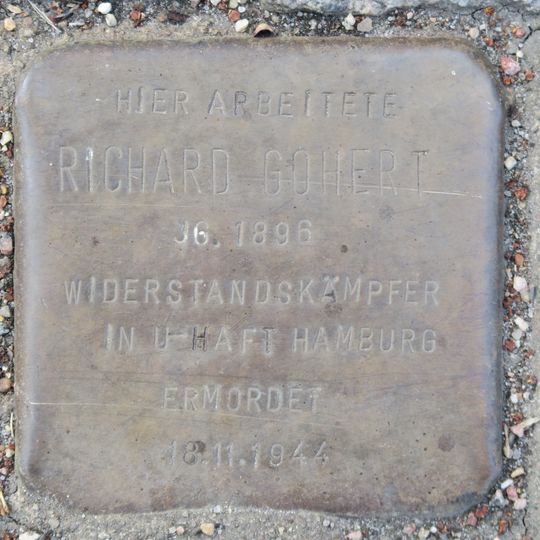 HIER ARBEITETE
RICHARD GOHERT
JG. 1896
WIDERSTANDSKÄMPFER
IN U-HAFT HAMBURG
ERMORDET
18.11.1944